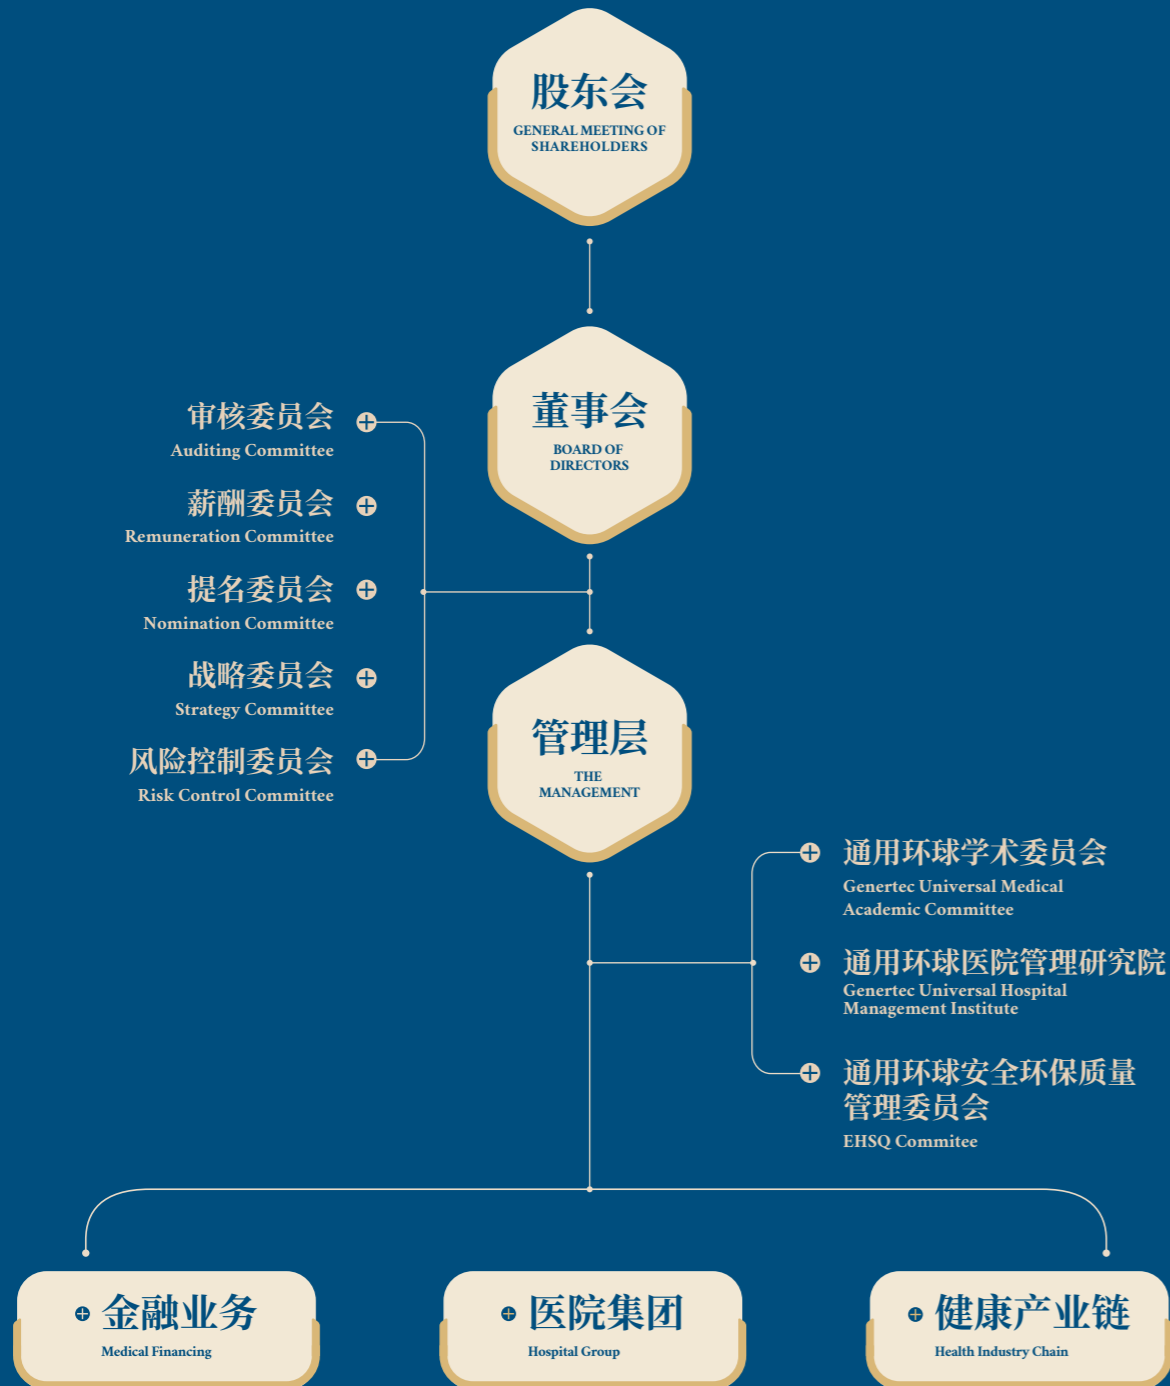 股东会
GENERAL MEETING OF
SHAREHOLDERS
董事会
BOARD OF
DIRECTORS
审核委员会
Auditing Committee
薪酬委员会
Remuneration Committee
提名委员会
Nomination Committee
战略委员会
Strategy Committee
风险控制委员会
Risk Control Committee
管理层
THE
MANAGEMENT
通用环球学术委员会
Genertec Universal Medical
Academic Committee
通用环球医院管理研究院
Genertec Universal Hospital
Management Institute
通用环球安全环保质量
管理委员会
EHSQ Commitee
金融业务
Medical Financing
医院集团
Hospital Group
健康产业链
Health Industry Chain